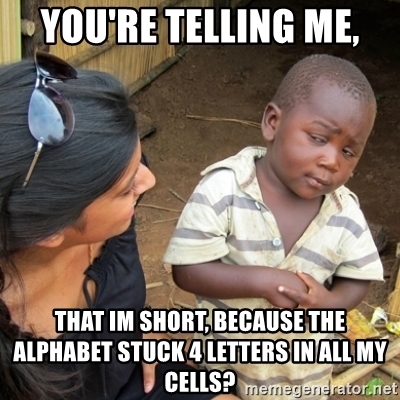 YOU'RE TELLING ME,
THAT IM SHORT, BECAUSE THE
ALPHABET STUCK 4 LETTERS IN ALL MY
CELLS?
memegenerator.net